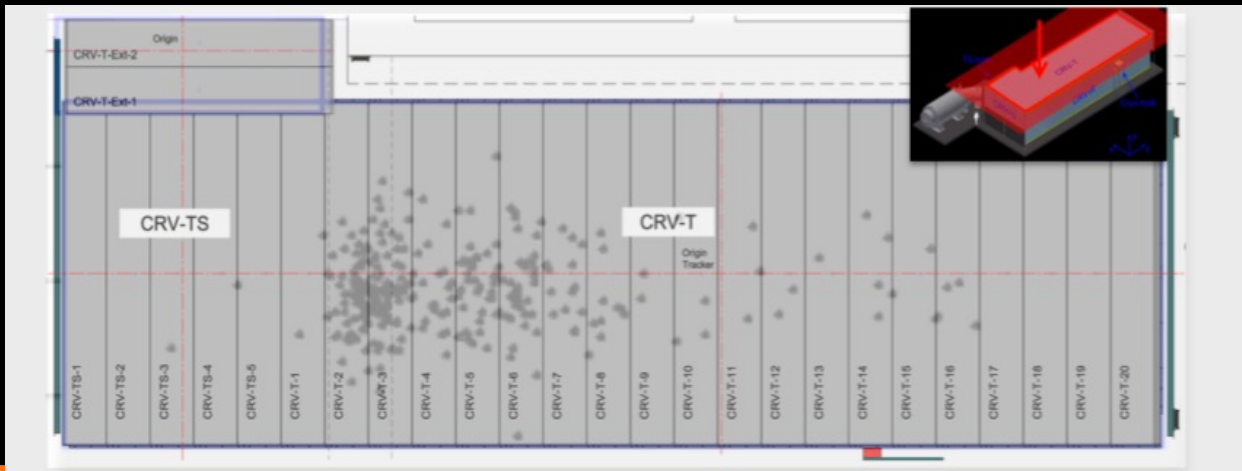 Origin
CRV-T-Ext-2
CRV-T-Ext-1
CRV-TS
CRV-T
Origin
Tracker
CRV-TS-1
CRV-TS-2
CRV-TS-3
CRV-TS-4
CRV-TS-5
CRV-T-1
CRV-T-2
CRV-T-3
CRV-T-4
CRV-T-5
CRV-T-6
CRV-T-7
CRV-T-8
CRV-T-9
CRV-T-10
CRV-T-11
CRV-T-12
CRV-T-13
CRV-T-14
CRV-T-15
CRV-T-16
CRV-T-17
CRV-T-18
CRV-T-19
CRV-T-20
CRV-T